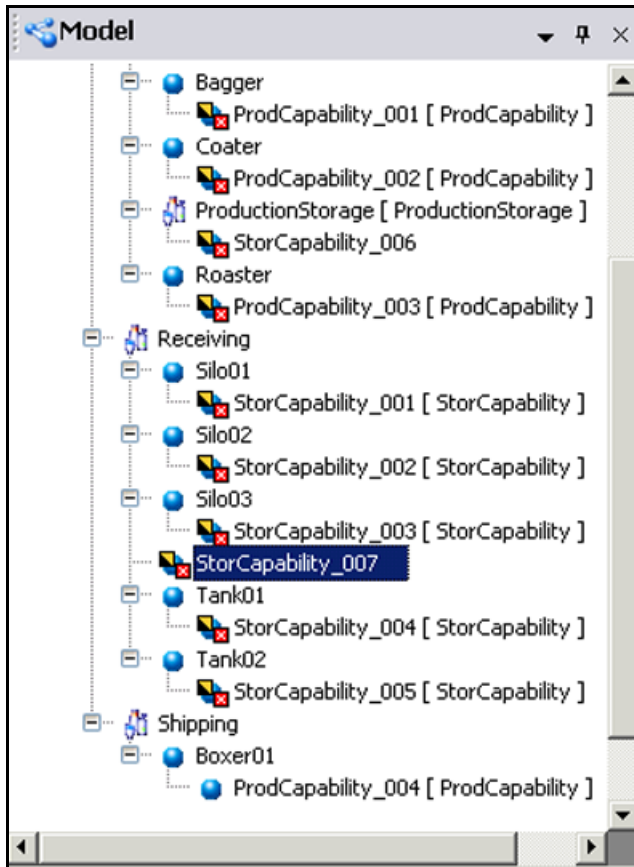 Model
Bagger
ProdCapability_001 [ ProdCapability ]
Coater
ProdCapability_002 [ ProdCapability ]
ProductionStorage [ ProductionStorage ]
StorCapability_006
Roaster
ProdCapability_003 [ ProdCapability ]
Receiving
Silo01
StorCapability_001 [ StorCapability ]
Silo02
StorCapability_002 [ StorCapability ]
Silo03
StorCapability_003 [ StorCapability ]
StorCapability_007
Tank01
StorCapability_004 [ StorCapability ]
Tank02
StorCapability_005 [ StorCapability ]
Shipping
Boxer01
ProdCapability_004 [ ProdCapability ]